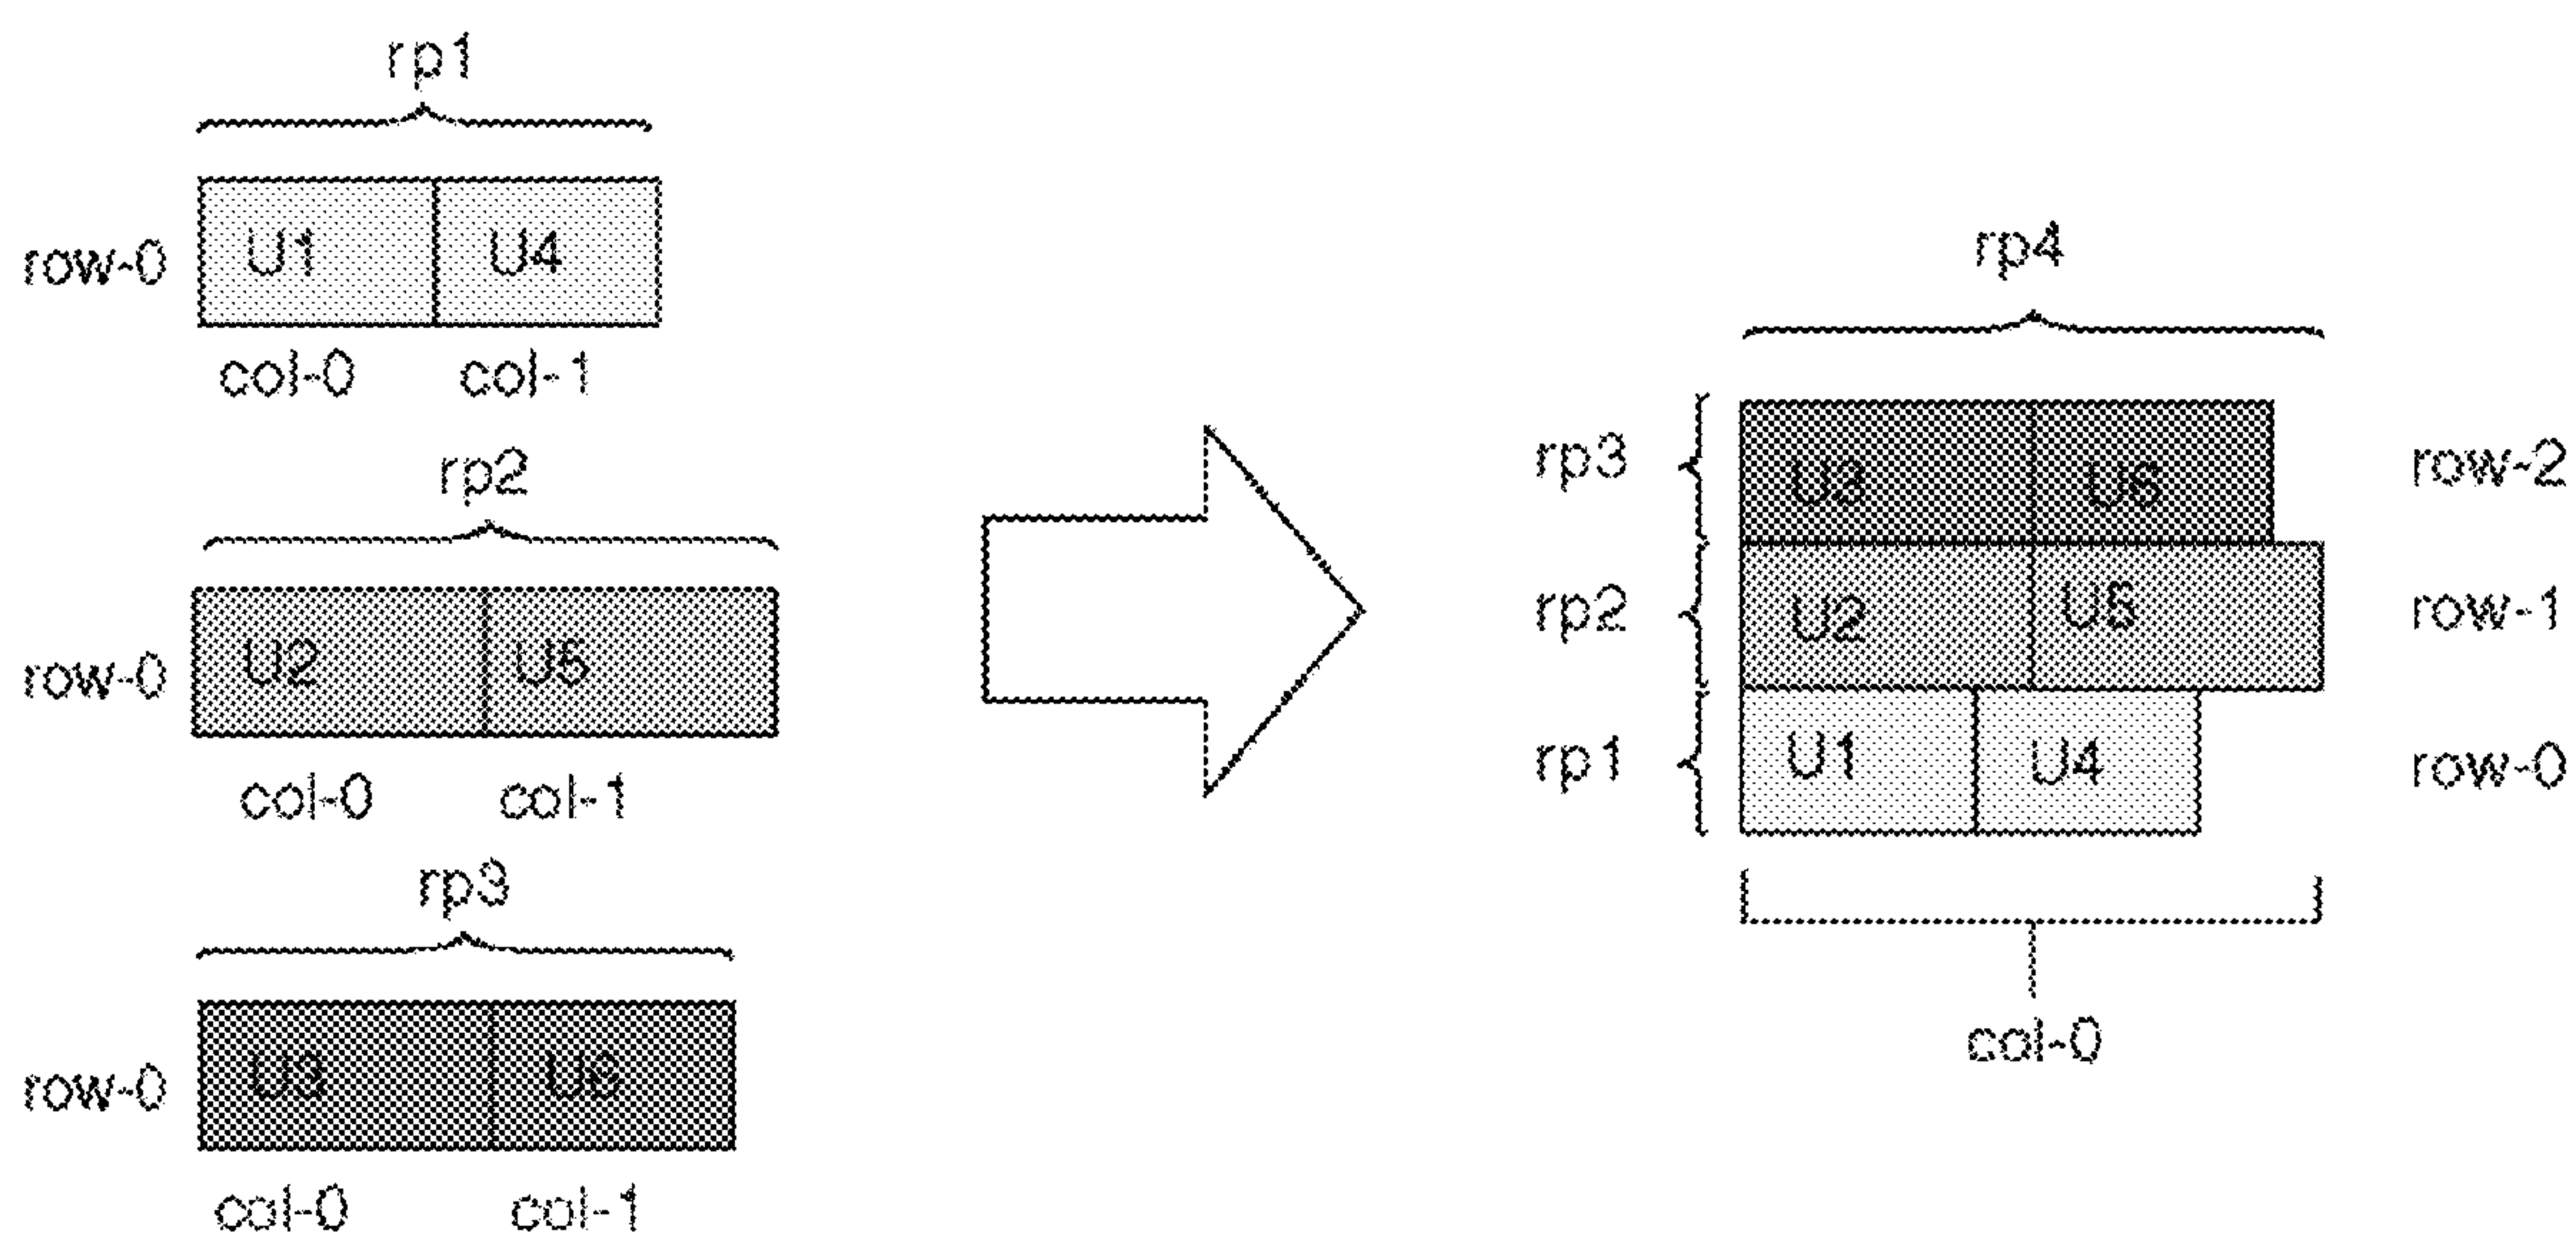 rp1
row-0 U1 U4
col-0 col-1
rp2
row-0 U2 U5
col-0 col-1
rp3
row-0 U3 U6
col-0 col-1
rp4
rp3 U3 U6 row-2
rp2 U2 U5 row-1
rp1 U1 U4 row-0
col-0